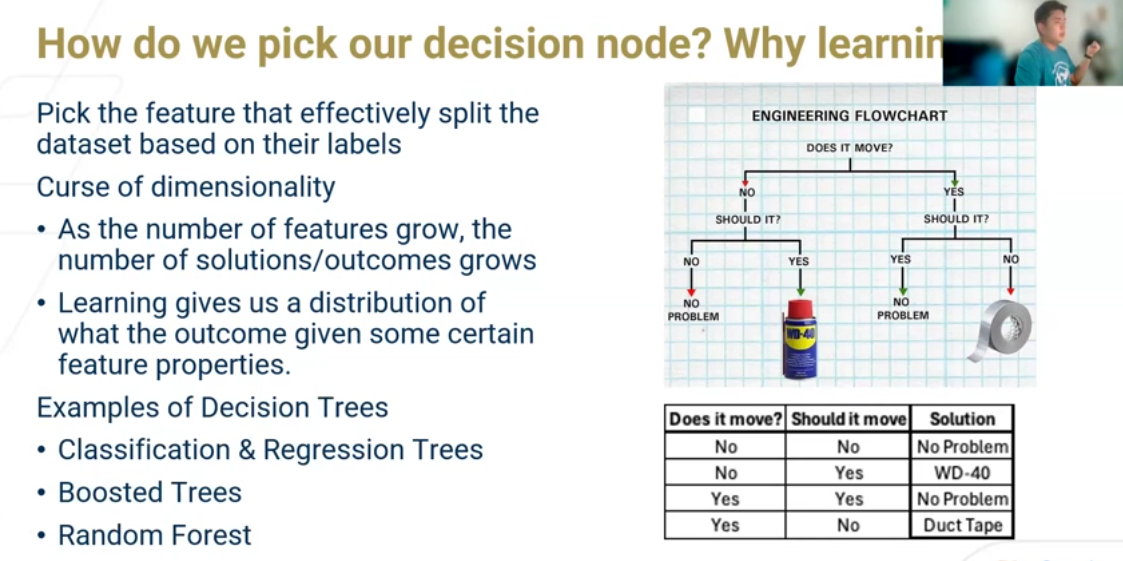 How do we pick our decision node? Why learnin
Pick the feature that effectively split the
dataset based on their labels
Curse of dimensionality
• As the number of features grow, the
number of solutions/outcomes grows
• Learning gives us a distribution of
what the outcome given some certain
feature properties.
Examples of Decision Trees
• Classification & Regression Trees
• Boosted Trees
• Random Forest
ENGINEERING FLOWCHART
DOES IT MOVE?
NO YES
SHOULD IT? SHOULD IT?
NO YES YES NO
NO
PROBLEM
WD-40
NO
PROBLEM
Does it move? Should it move Solution
No No No Problem
No Yes WD-40
Yes Yes No Problem
Yes No Duct Tape